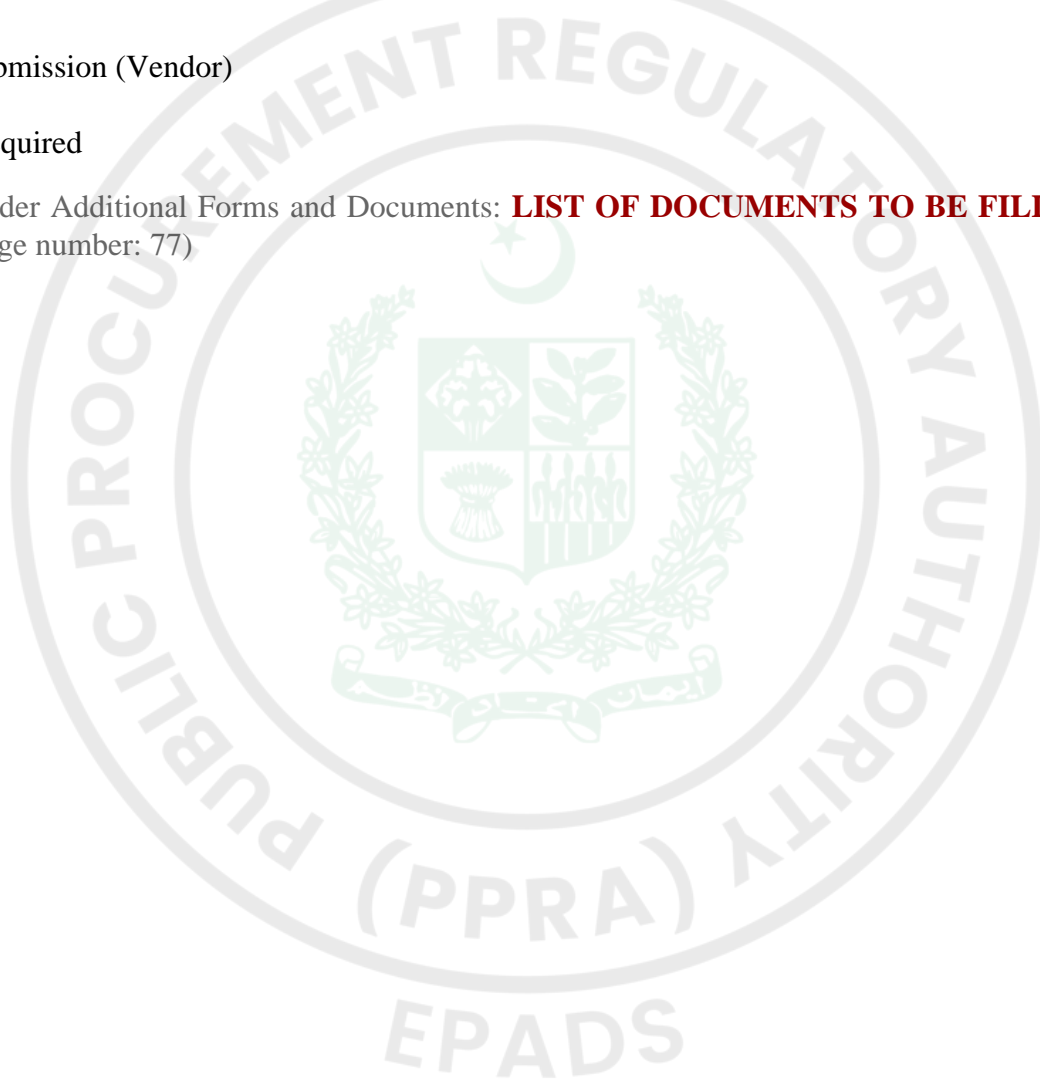 bmission (Vendor)
quired
der Additional Forms and Documents: LIST OF DOCUMENTS TO BE FIL
ge number: 77)
PUBLIC PROCUREMENT REGULATORY AUTHORITY
(PPRA)
EPADS